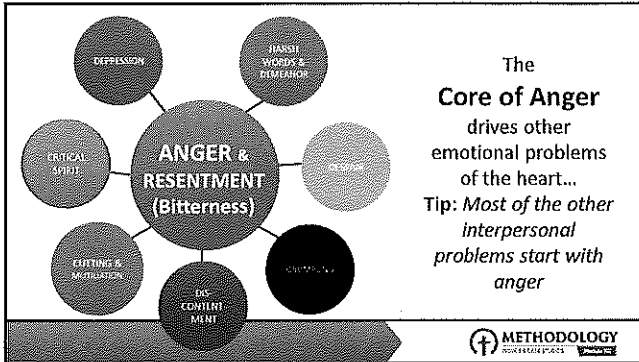 DEPRESSION
HARSH
WORDS &
DEMEANOR
CRITICAL
SPIRIT
ANGER &
RESENTMENT
(Bitterness)
CUTTING &
MUTILATION
DIS-
CONTENT
MENT
The
Core of Anger
drives other
emotional problems
of the heart...
Tip: Most of the other
interpersonal
problems start with
anger
METHODOLOGY